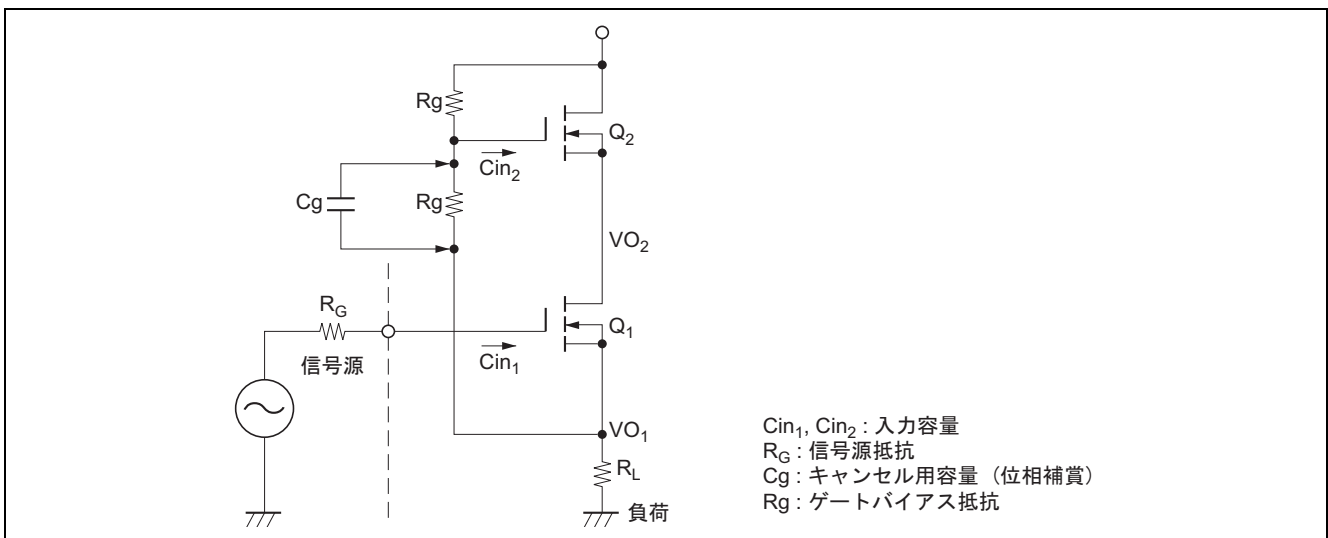 Rg
Q2
Cin2
Cg
Rg
VO2
RG
Q1
信号源
Cin1
VO1
RL
負荷
Cin1, Cin2 : 入力容量
RG : 信号源抵抗
Cg : キャンセル用容量（位相補賞）
Rg : ゲートバイアス抵抗